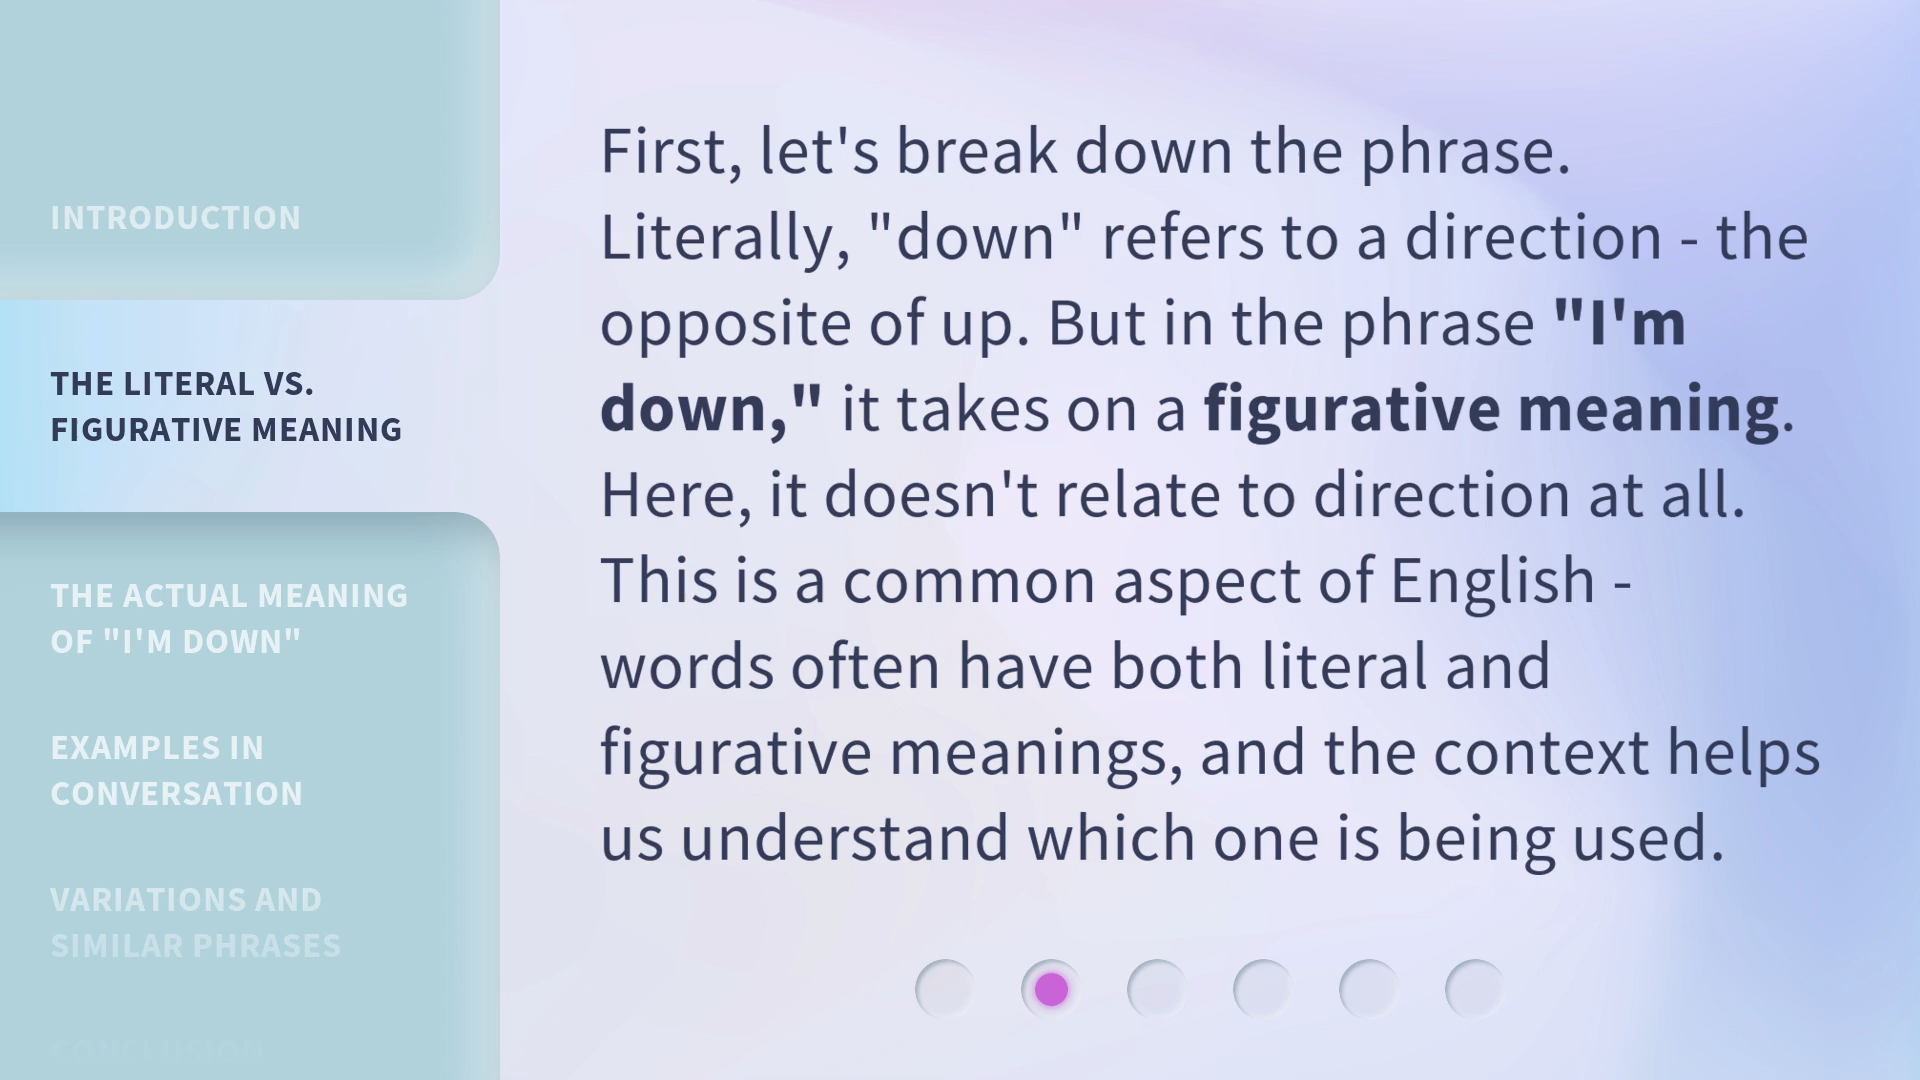 INTRODUCTION
THE LITERAL VS.
FIGURATIVE MEANING
THE ACTUAL MEANING
OF "I'M DOWN"
EXAMPLES IN
CONVERSATION
VARIATIONS AND
SIMILAR PHRASES
CONCLUSION
First, let's break down the phrase.
Literally, "down" refers to a direction - the
opposite of up. But in the phrase "I'm
down," it takes on a figurative meaning.
Here, it doesn't relate to direction at all.
This is a common aspect of English -
words often have both literal and
figurative meanings, and the context helps
us understand which one is being used.